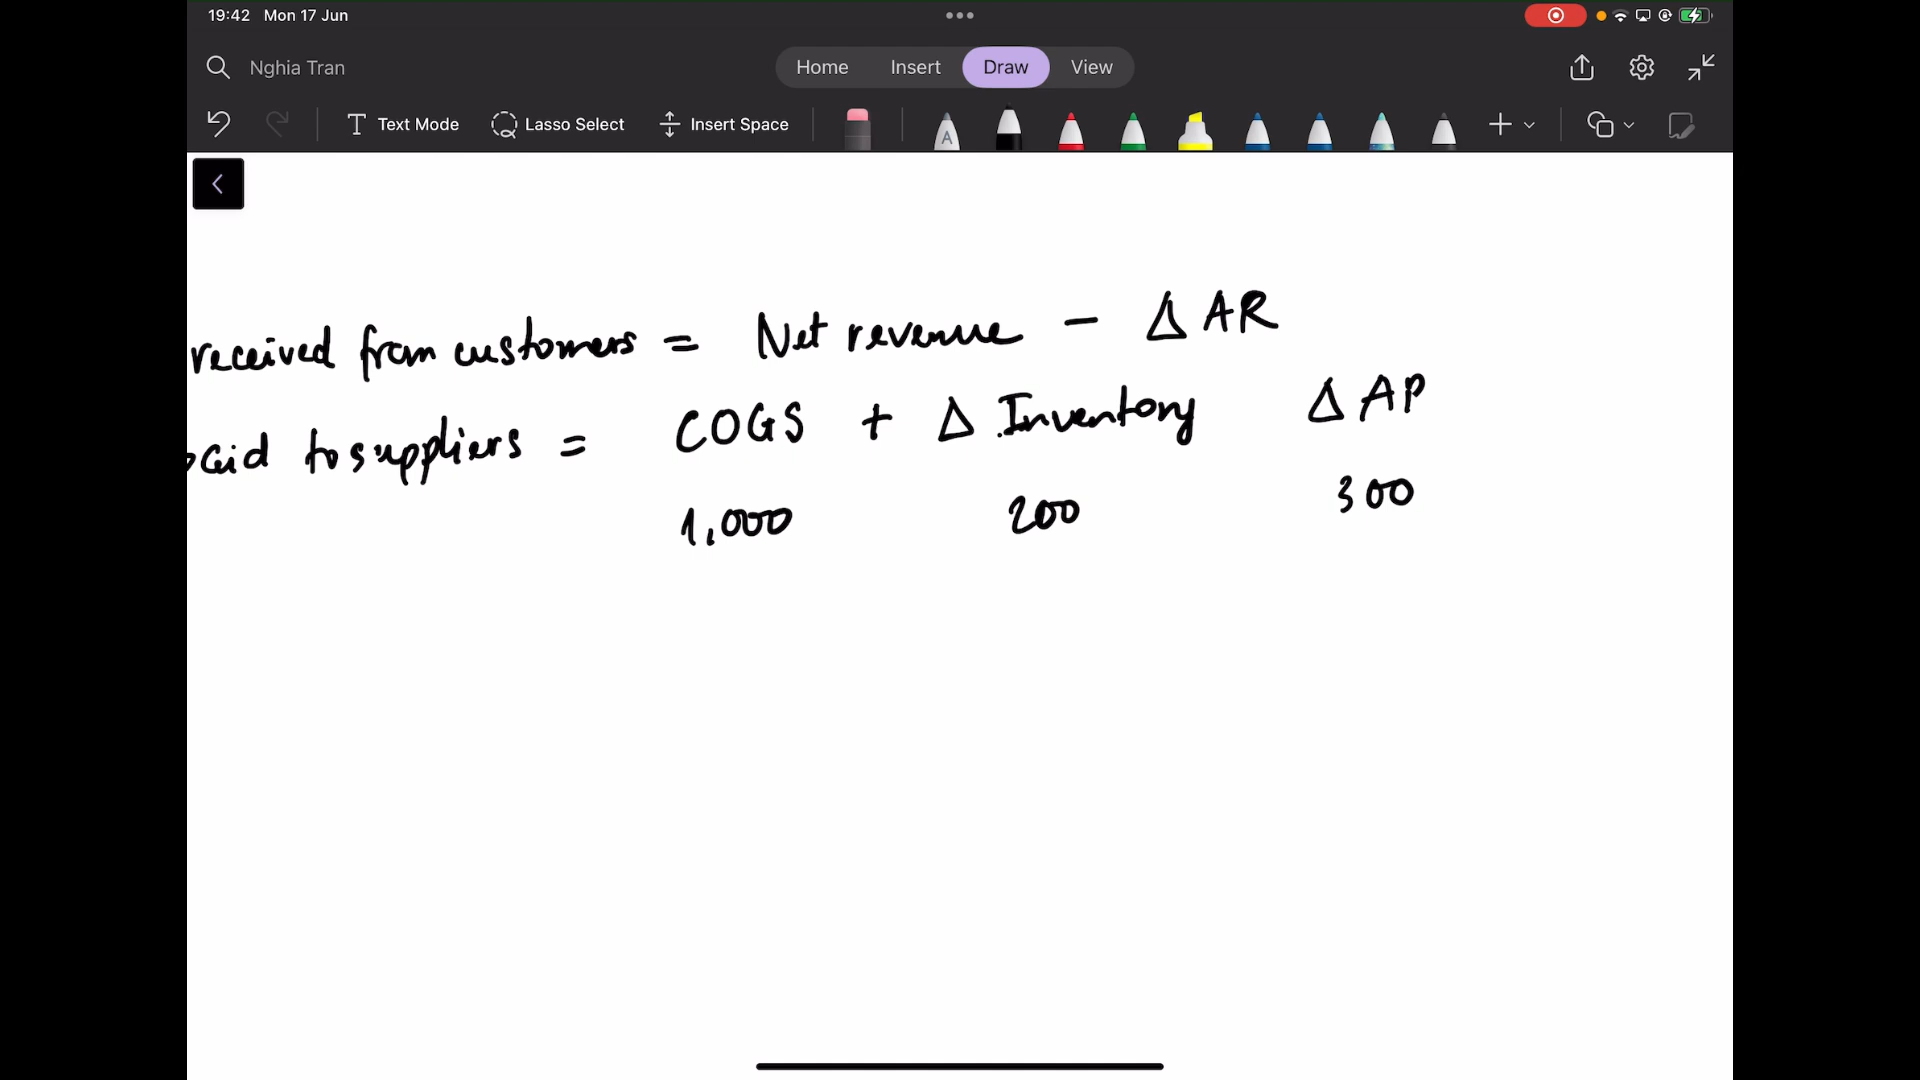 19:42 Mon 17 Jun
Nghia Tran
Home Insert Draw View
Text Mode Lasso Select Insert Space
A
received from customers = Net revenue - Δ AR
paid to suppliers = COGS + Δ Inventory Δ AP
1,000 200 300